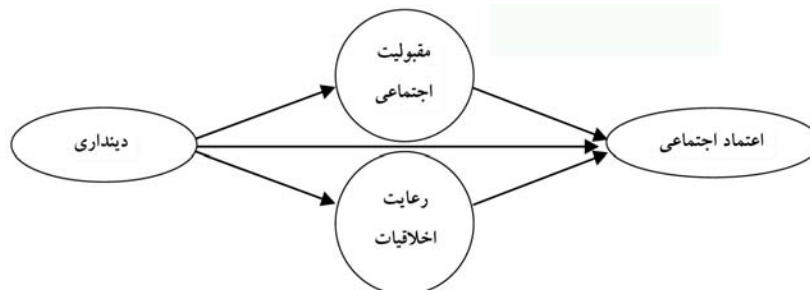 مقبولیت
اجتماعی
دینداری
اعتماد اجتماعی
رعایت
اخلاقیات